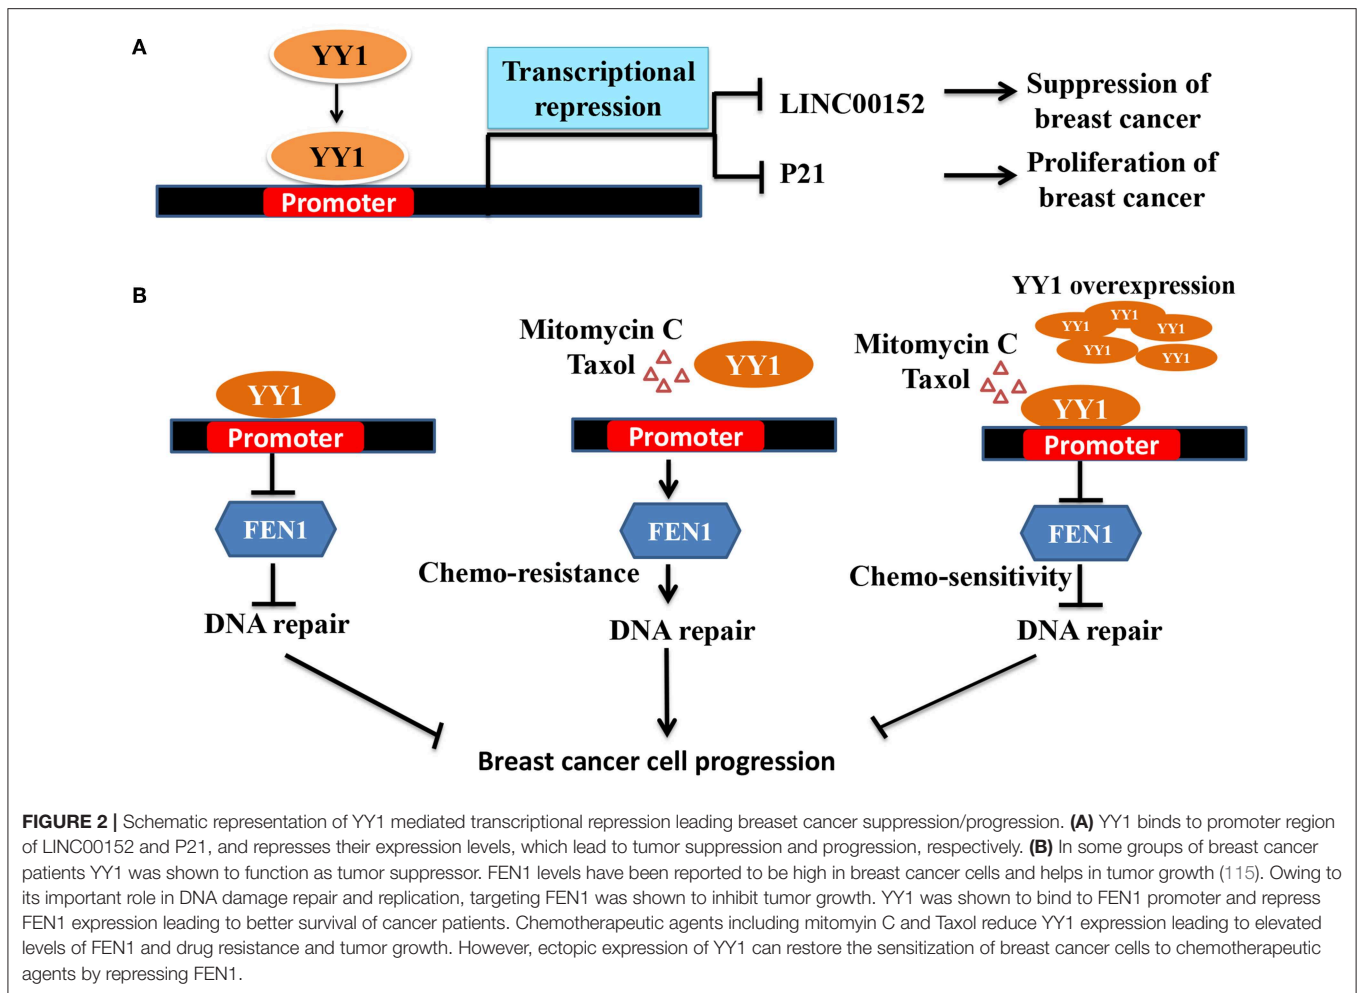 A
YY1
YY1
Promoter
Transcriptional
repression
LINC00152
Suppression of
breast cancer
P21
Proliferation of
breast cancer
B
YY1
Promoter
FEN1
DNA repair
Mitomycin C
Taxol
YY1
Promoter
FEN1
Chemo-resistance
DNA repair
YY1 overexpression
YY1
YY1
YY1
YY1
YY1
Mitomycin C
Taxol
YY1
Promoter
FEN1
Chemo-sensitivity
DNA repair
Breast cancer cell progression
FIGURE 2 | Schematic representation of YY1 mediated transcriptional repression leading breaset cancer suppression/progression. (A) YY1 binds to promoter region
of LINC00152 and P21, and represses their expression levels, which lead to tumor suppression and progression, respectively. (B) In some groups of breast cancer
patients YY1 was shown to function as tumor suppressor. FEN1 levels have been reported to be high in breast cancer cells and helps in tumor growth (115). Owing to
its important role in DNA damage repair and replication, targeting FEN1 was shown to inhibit tumor growth. YY1 was shown to bind to FEN1 promoter and repress
FEN1 expression leading to better survival of cancer patients. Chemotherapeutic agents including mitomyin C and Taxol reduce YY1 expression leading to elevated
levels of FEN1 and drug resistance and tumor growth. However, ectopic expression of YY1 can restore the sensitization of breast cancer cells to chemotherapeutic
agents by repressing FEN1.